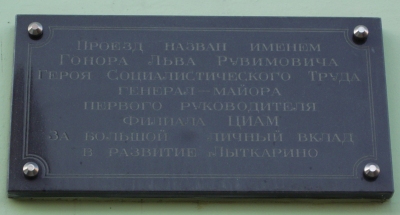 Проезд назван именем
Гонора Льва Рувимовича
Героя Социалистического Труда
генерал-майора
первого руководителя
филиала ЦИАМ
За большой личный вклад
в развитие г.Лыткарино